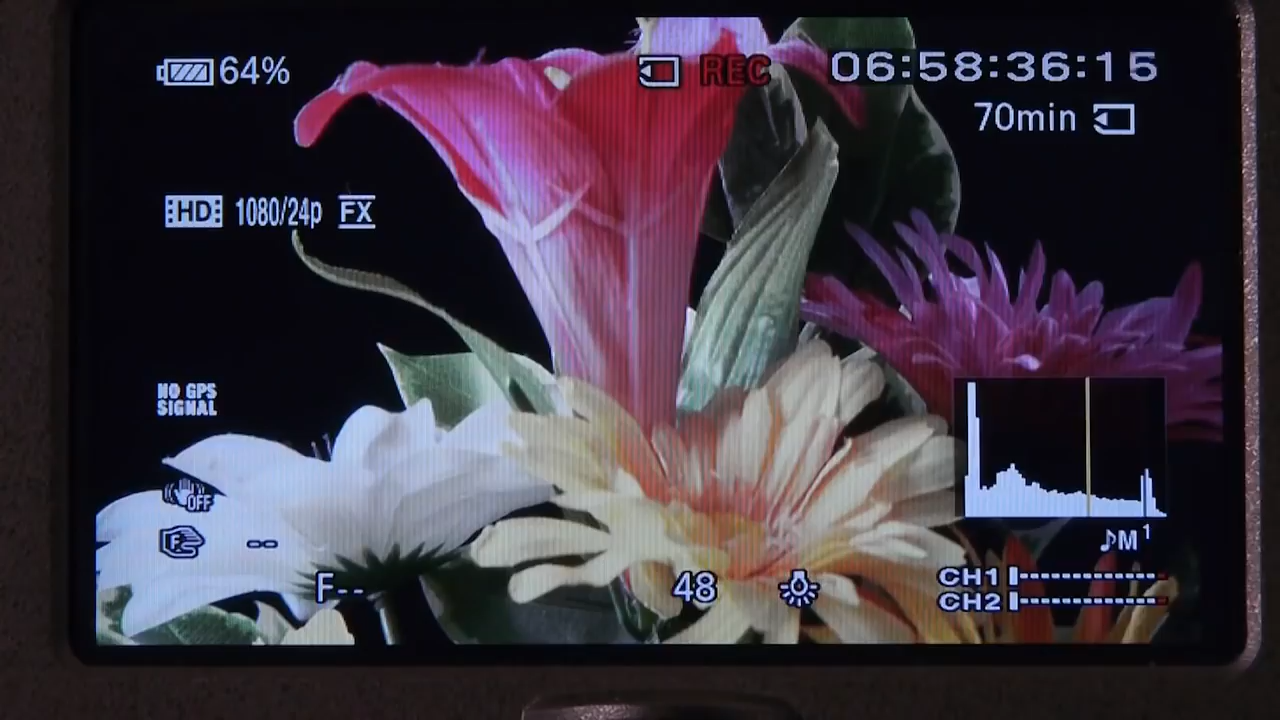 64%
REC
06:58:36:15
70min
HD 1080/24p FX
NO GPS
SIGNAL
OFF
F
--
F--
48
♪M1
CH1
CH2